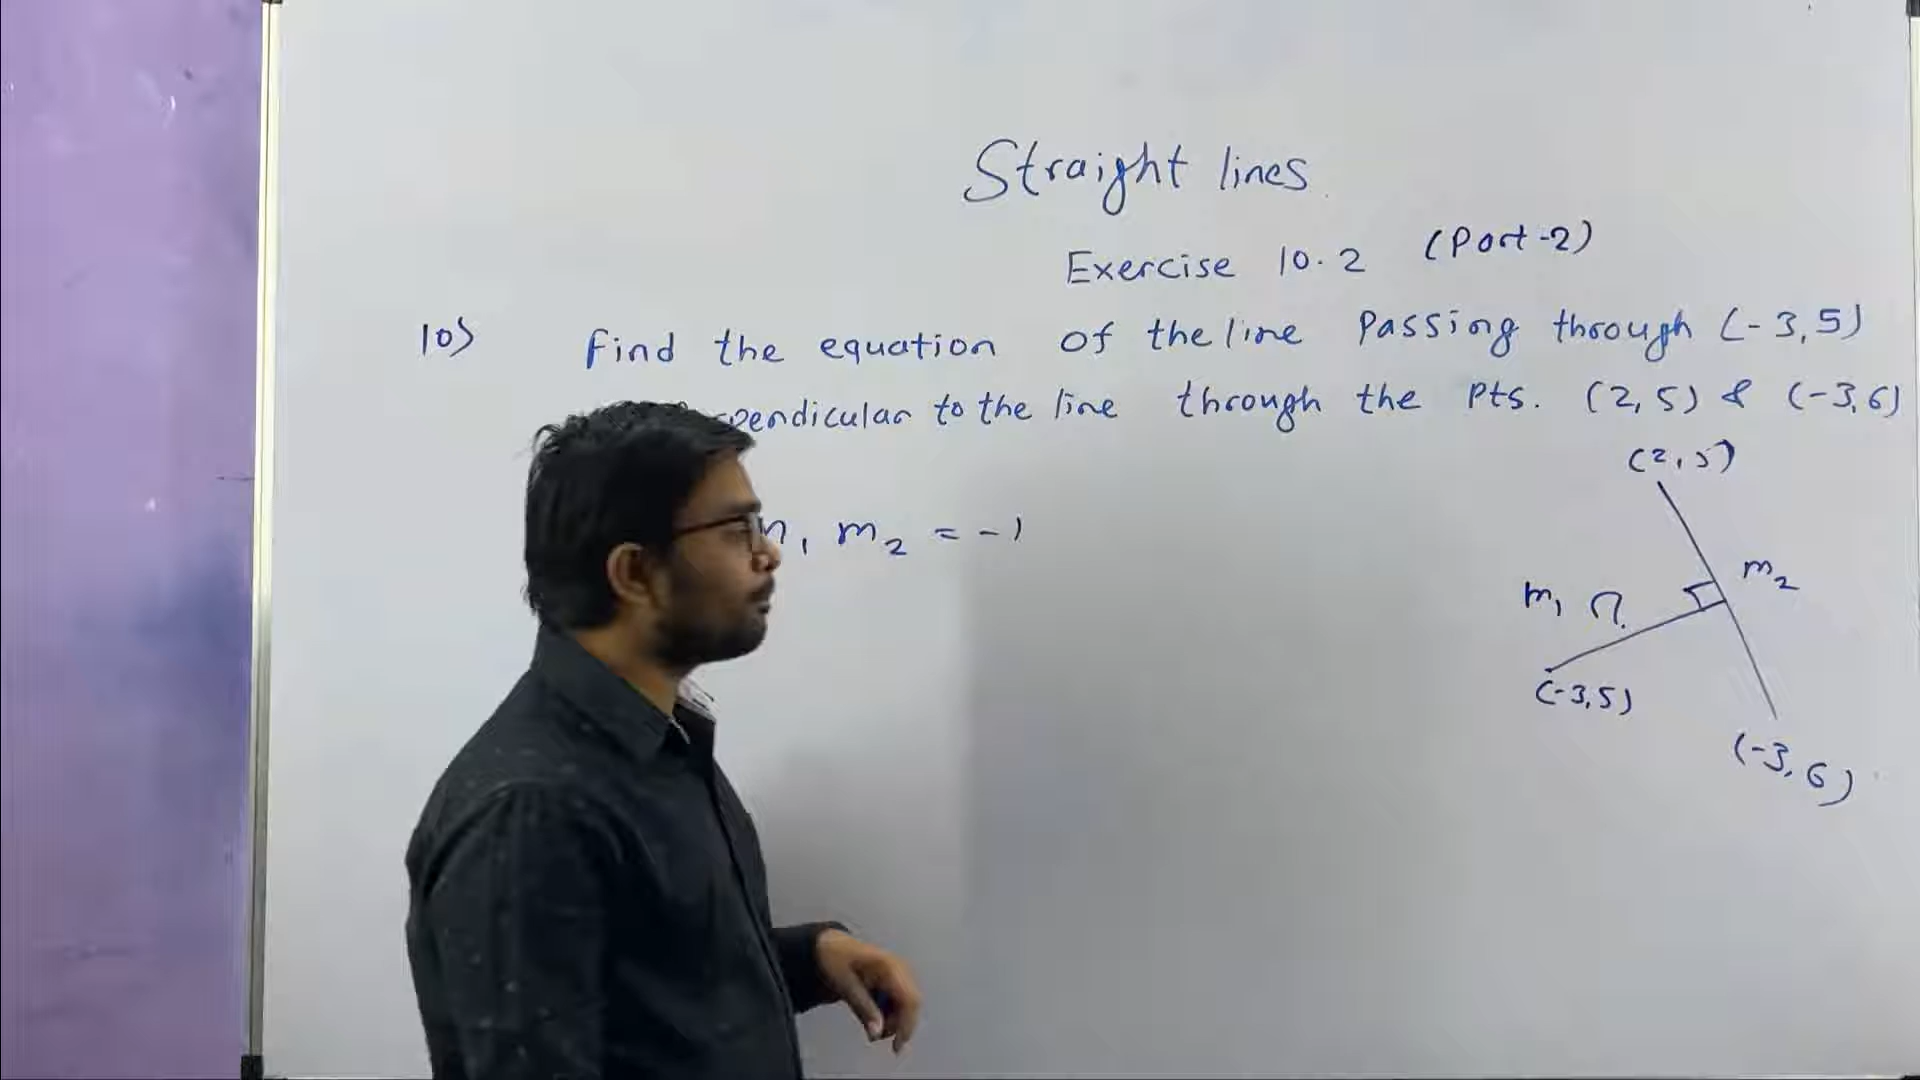 Straight lines
Exercise 10.2 (Part-2)
10) Find the equation of the line Passing through (-3,5)
pendicular to the line through the Pts. (2,5) & (-3,6)
(2,5)
m₁ m₂ = -1
m₂
m₁
(-3,5)
(-3,6)